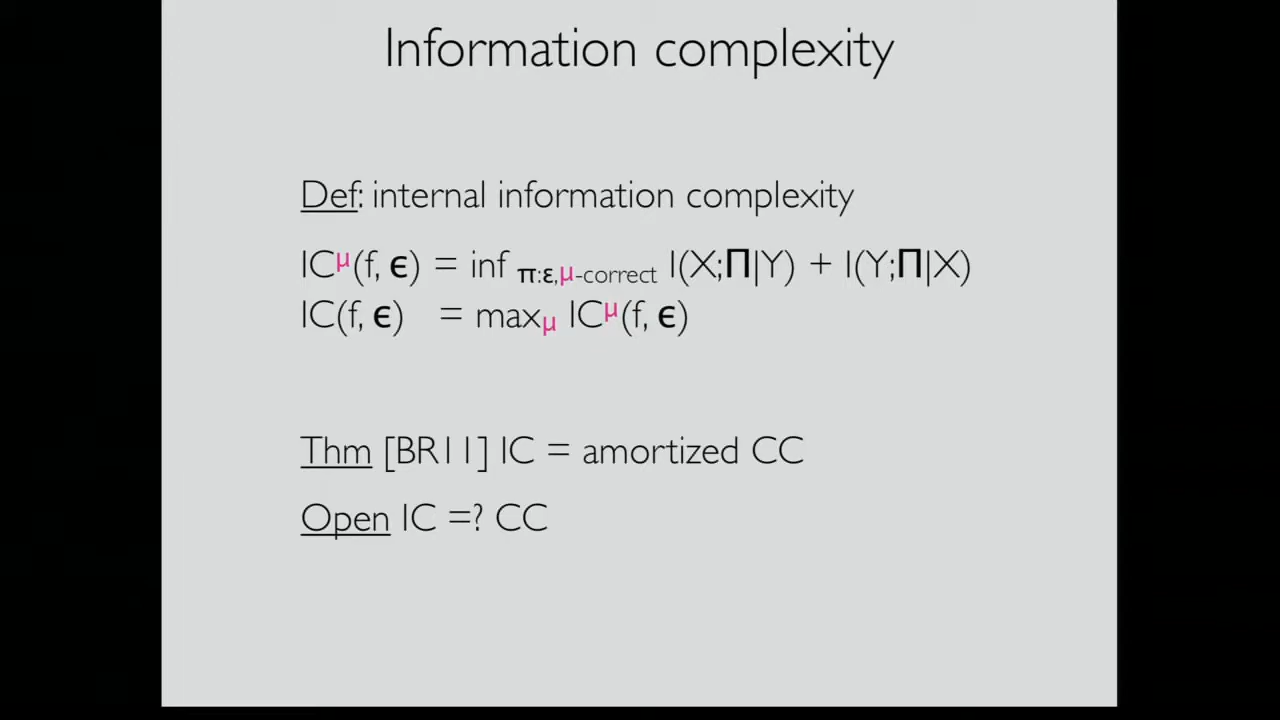 Information complexity
Def: internal information complexity
ICμ(f, ϵ) = inf π:ε,μ-correct I(X;Π|Y) + I(Y;Π|X)
IC(f, ϵ) = maxμ ICμ(f, ϵ)
Thm [BR11] IC = amortized CC
Open IC =? CC